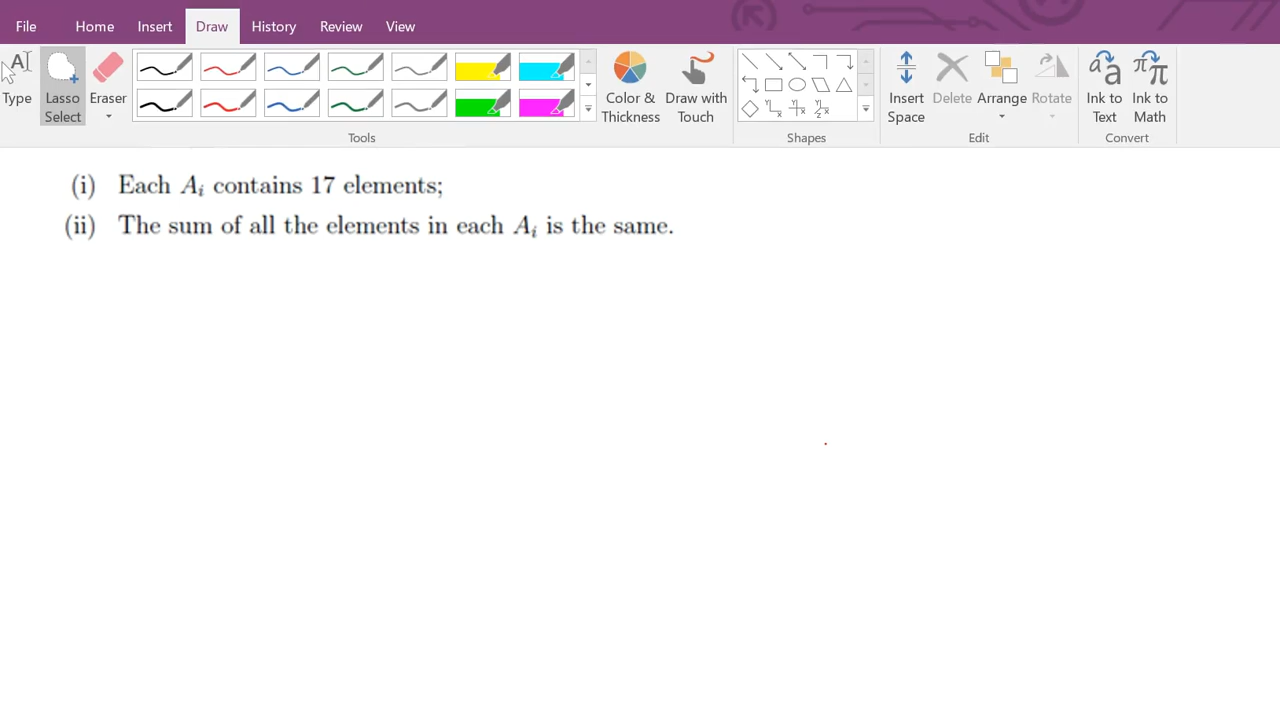 File Home Insert Draw History Review View
Type Lasso Select Eraser Color & Thickness Draw with Touch Insert Space Delete Arrange Rotate Ink to Text Ink to Math
Tools Shapes Edit Convert
(i) Each A_i contains 17 elements;
(ii) The sum of all the elements in each A_i is the same.